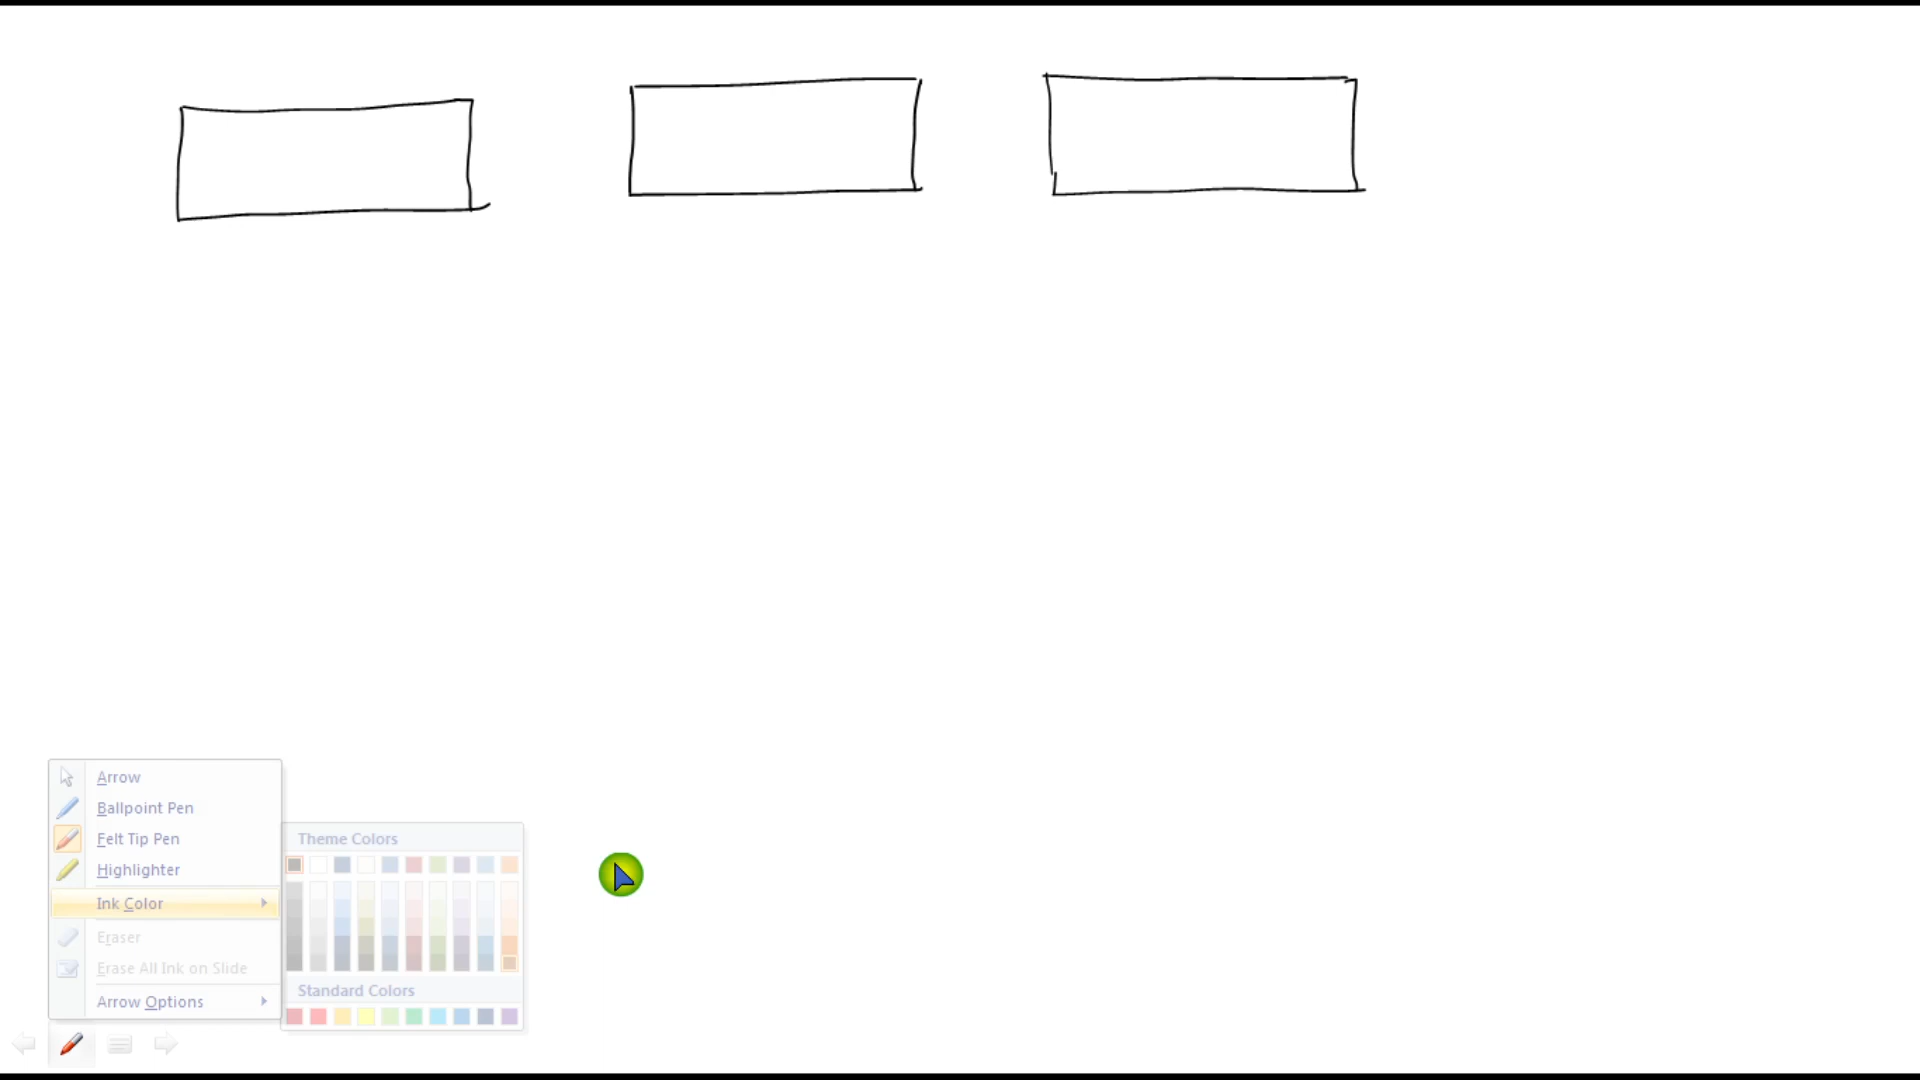 Arrow
Ballpoint Pen
Felt Tip Pen
Highlighter
Ink Color
Eraser
Erase All Ink on Slide
Arrow Options
Theme Colors
Standard Colors